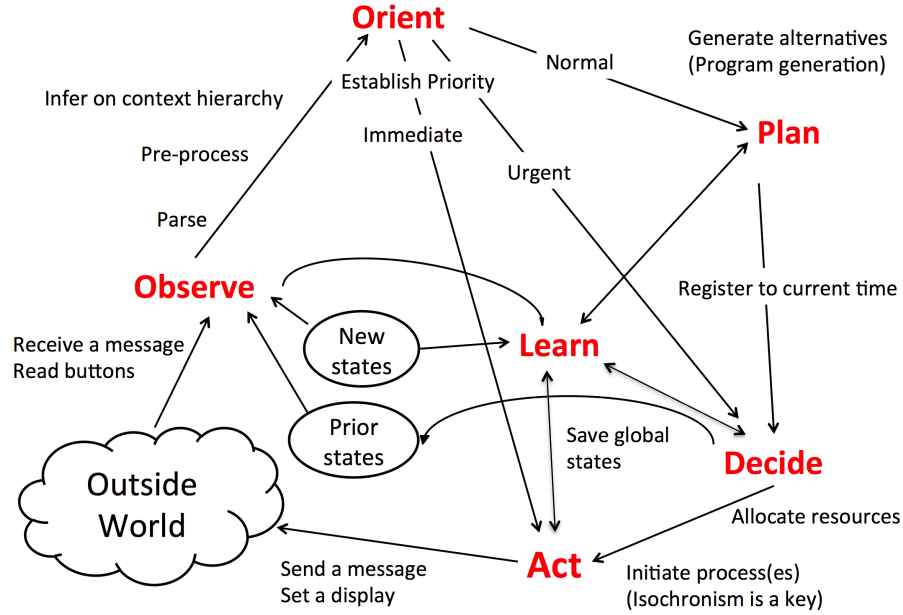 Orient
Generate alternatives
(Program generation)
Normal
Establish Priority
Infer on context hierarchy
Immediate
Plan
Pre-process
Urgent
Parse
Observe
Register to current time
Receive a message
Read buttons
New
states
Learn
Prior
states
Save global
states
Decide
Outside
World
Allocate resources
Act
Send a message
Set a display
Initiate process(es)
(Isochronism is a key)